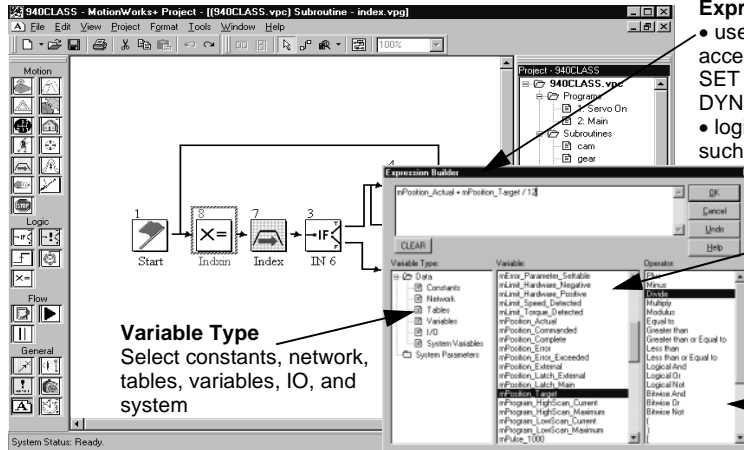 940CLASS - MotionWorks+ Project - [(940CLASS.vpc) Subroutine - index.vpg]
File Edit View Project Format Tools Window Help
100%
Motion
Logic
Flow
General
Project - 940CLASS
940CLASS.vpc
Programs
1: Servo On
2: Main
Subroutines
cam
gear
1
Start
8
X=
Indxn
7
Index
3
IF
IN 6
4
Expr
• use
acce
SET
DYN
• logi
such
Expression Builder
mPosition_Actual + mPosition_Target / 12
OK
Cancel
Undo
Help
CLEAR
Variable Type:
Data
Constants
Network
Tables
Variables
I/O
System Variables
System Parameters
Variable:
mError_Parameter_Settable
mLimit_Hardware_Negative
mLimit_Hardware_Positive
mLimit_Speed_Detected
mLimit_Torque_Detected
mPosition_Actual
mPosition_Commanded
mPosition_Complete
mPosition_Error
mPosition_Error_Exceeded
mPosition_External
mPosition_Latch_External
mPosition_Latch_Main
mPosition_Target
mProgram_HighScan_Current
mProgram_HighScan_Maximum
mProgram_LowScan_Current
mProgram_LowScan_Maximum
mPulse_1000
Operator:
Plus
Minus
Divide
Multiply
Modulus
Equal to
Greater than
Greater than or Equal to
Less than
Less than or Equal to
Logical And
Logical Or
Logical Not
Bitwise And
Bitwise Or
Bitwise Not
(
)
Variable Type
Select constants, network,
tables, variables, IO, and
system
System Status: Ready.